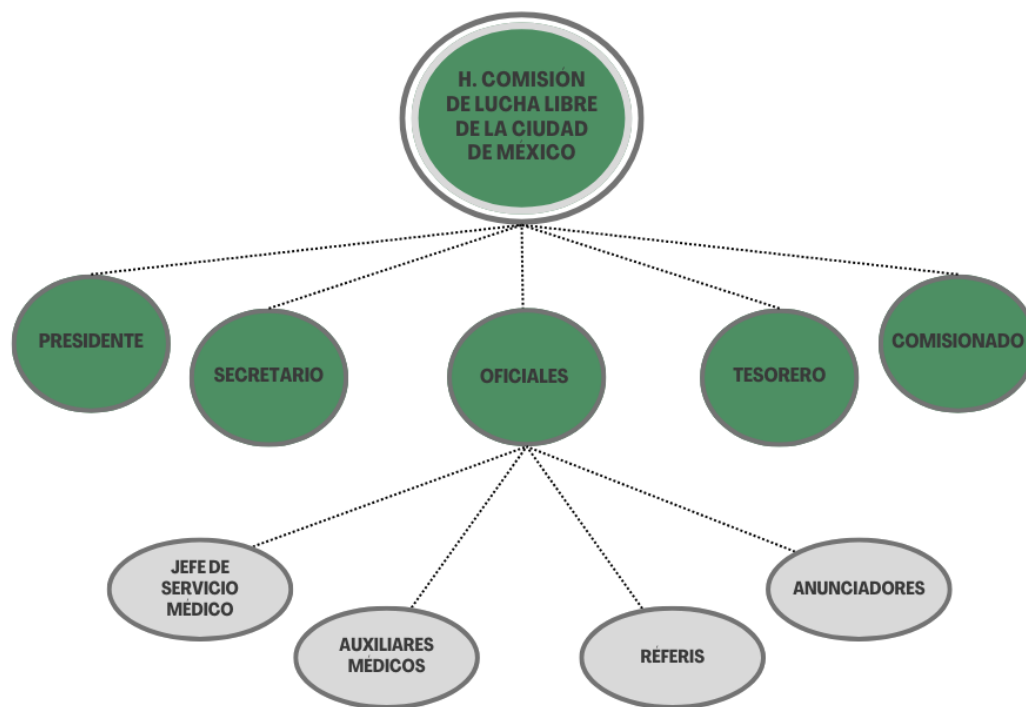 H. COMISIÓN
DE LUCHA LIBRE
DE LA CIUDAD
DE MÉXICO
PRESIDENTE
SECRETARIO
OFICIALES
TESORERO
COMISIONADO
JEFE DE
SERVICIO
MÉDICO
AUXILIARES
MÉDICOS
RÉFERIS
ANUNCIADORES